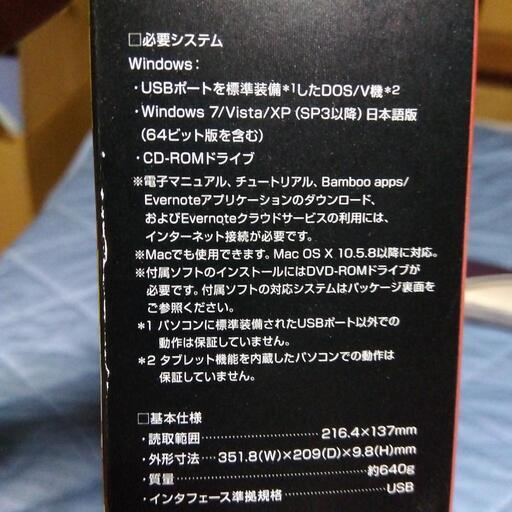 □必要システム
Windows：
・USBポートを標準装備*1したDOS/V機*2
・Windows 7/Vista/XP（SP3以降）日本語版
（64ビット版を含む）
・CD-ROMドライブ
※電子マニュアル、チュートリアル、Bamboo apps/
Evernoteアプリケーションのダウンロード、
およびEvernoteクラウドサービスの利用には、
インターネット接続が必要です。
※Macでも使用できます。Mac OS X 10.5.8以降に対応。
※付属ソフトのインストールにはDVD-ROMドライブが
必要です。付属ソフトの対応システムはパッケージ裏面を
ご参照ください。
*1 パソコンに標準装備されたUSBポート以外での
動作は保証していません。
*2 タブレット機能を内蔵したパソコンでの動作は
保証していません。
□基本仕様
・読取範囲 216.4×137mm
・外形寸法 351.8(W)×209(D)×9.8(H)mm
・質量 約640g
・インタフェース準拠規格 USB